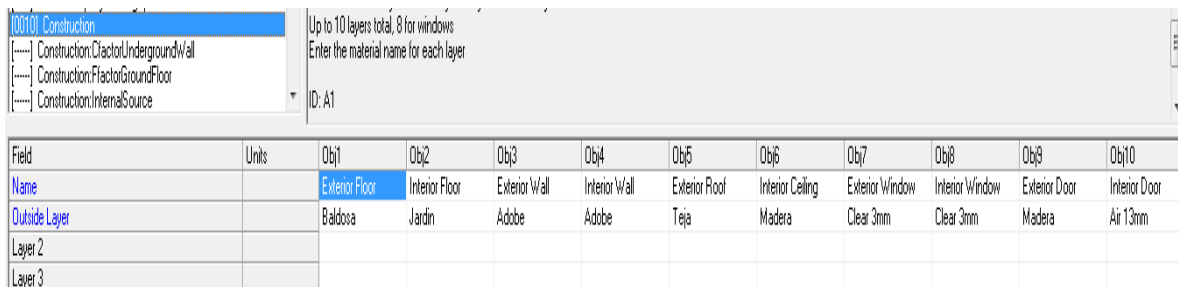 [0010] Construction
[------] Construction:CfactorUndergroundWall
[------] Construction:FfactorGroundFloor
[------] Construction:InternalSource
Up to 10 layers total, 8 for windows
Enter the material name for each layer
ID: A1
Field Units Obj1 Obj2 Obj3 Obj4 Obj5 Obj6 Obj7 Obj8 Obj9 Obj10
Name Exterior Floor Interior Floor Exterior Wall Interior Wall Exterior Roof Interior Ceiling Exterior Window Interior Window Exterior Door Interior Door
Outside Layer Baldosa Jardin Adobe Adobe Teja Madera Clear 3mm Clear 3mm Madera Air 13mm
Layer 2
Layer 3